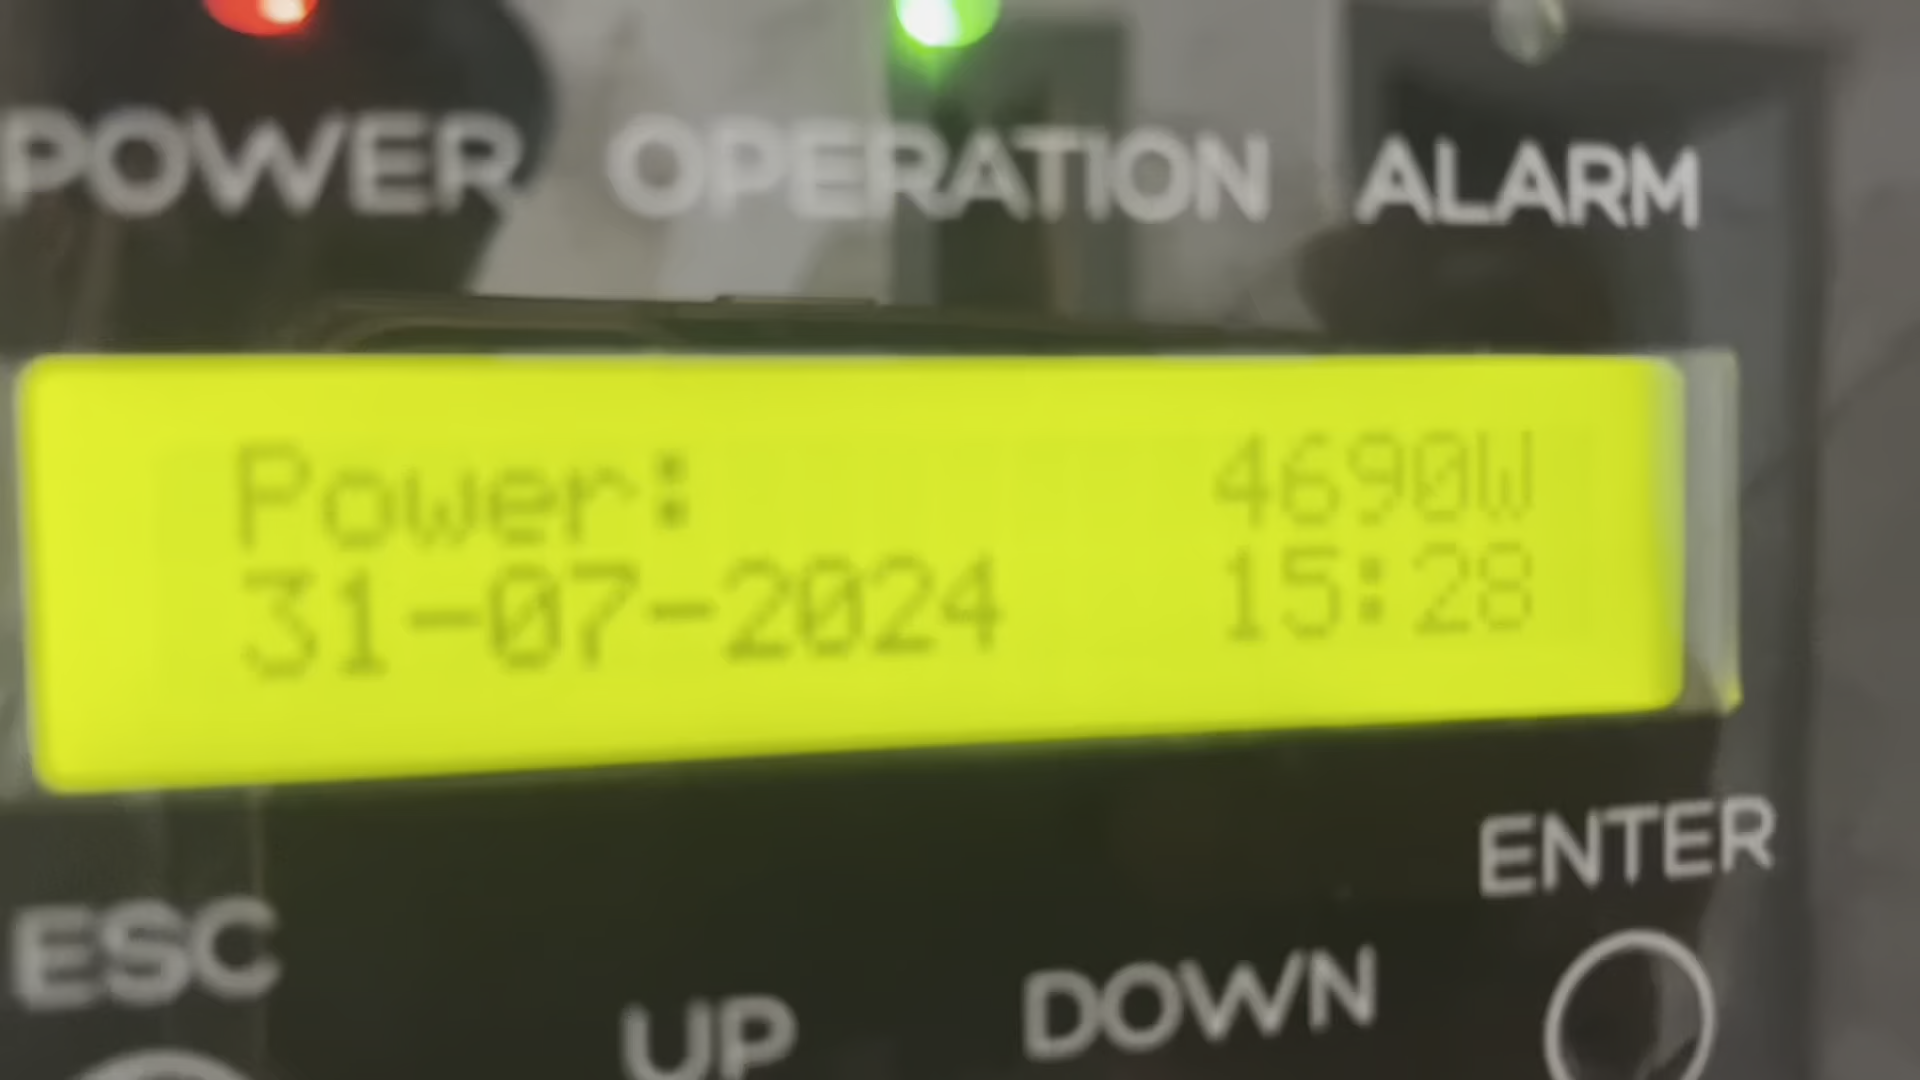 POWER OPERATION ALARM
Power: 4690W
31-07-2024 15:28
ENTER
ESC UP DOWN